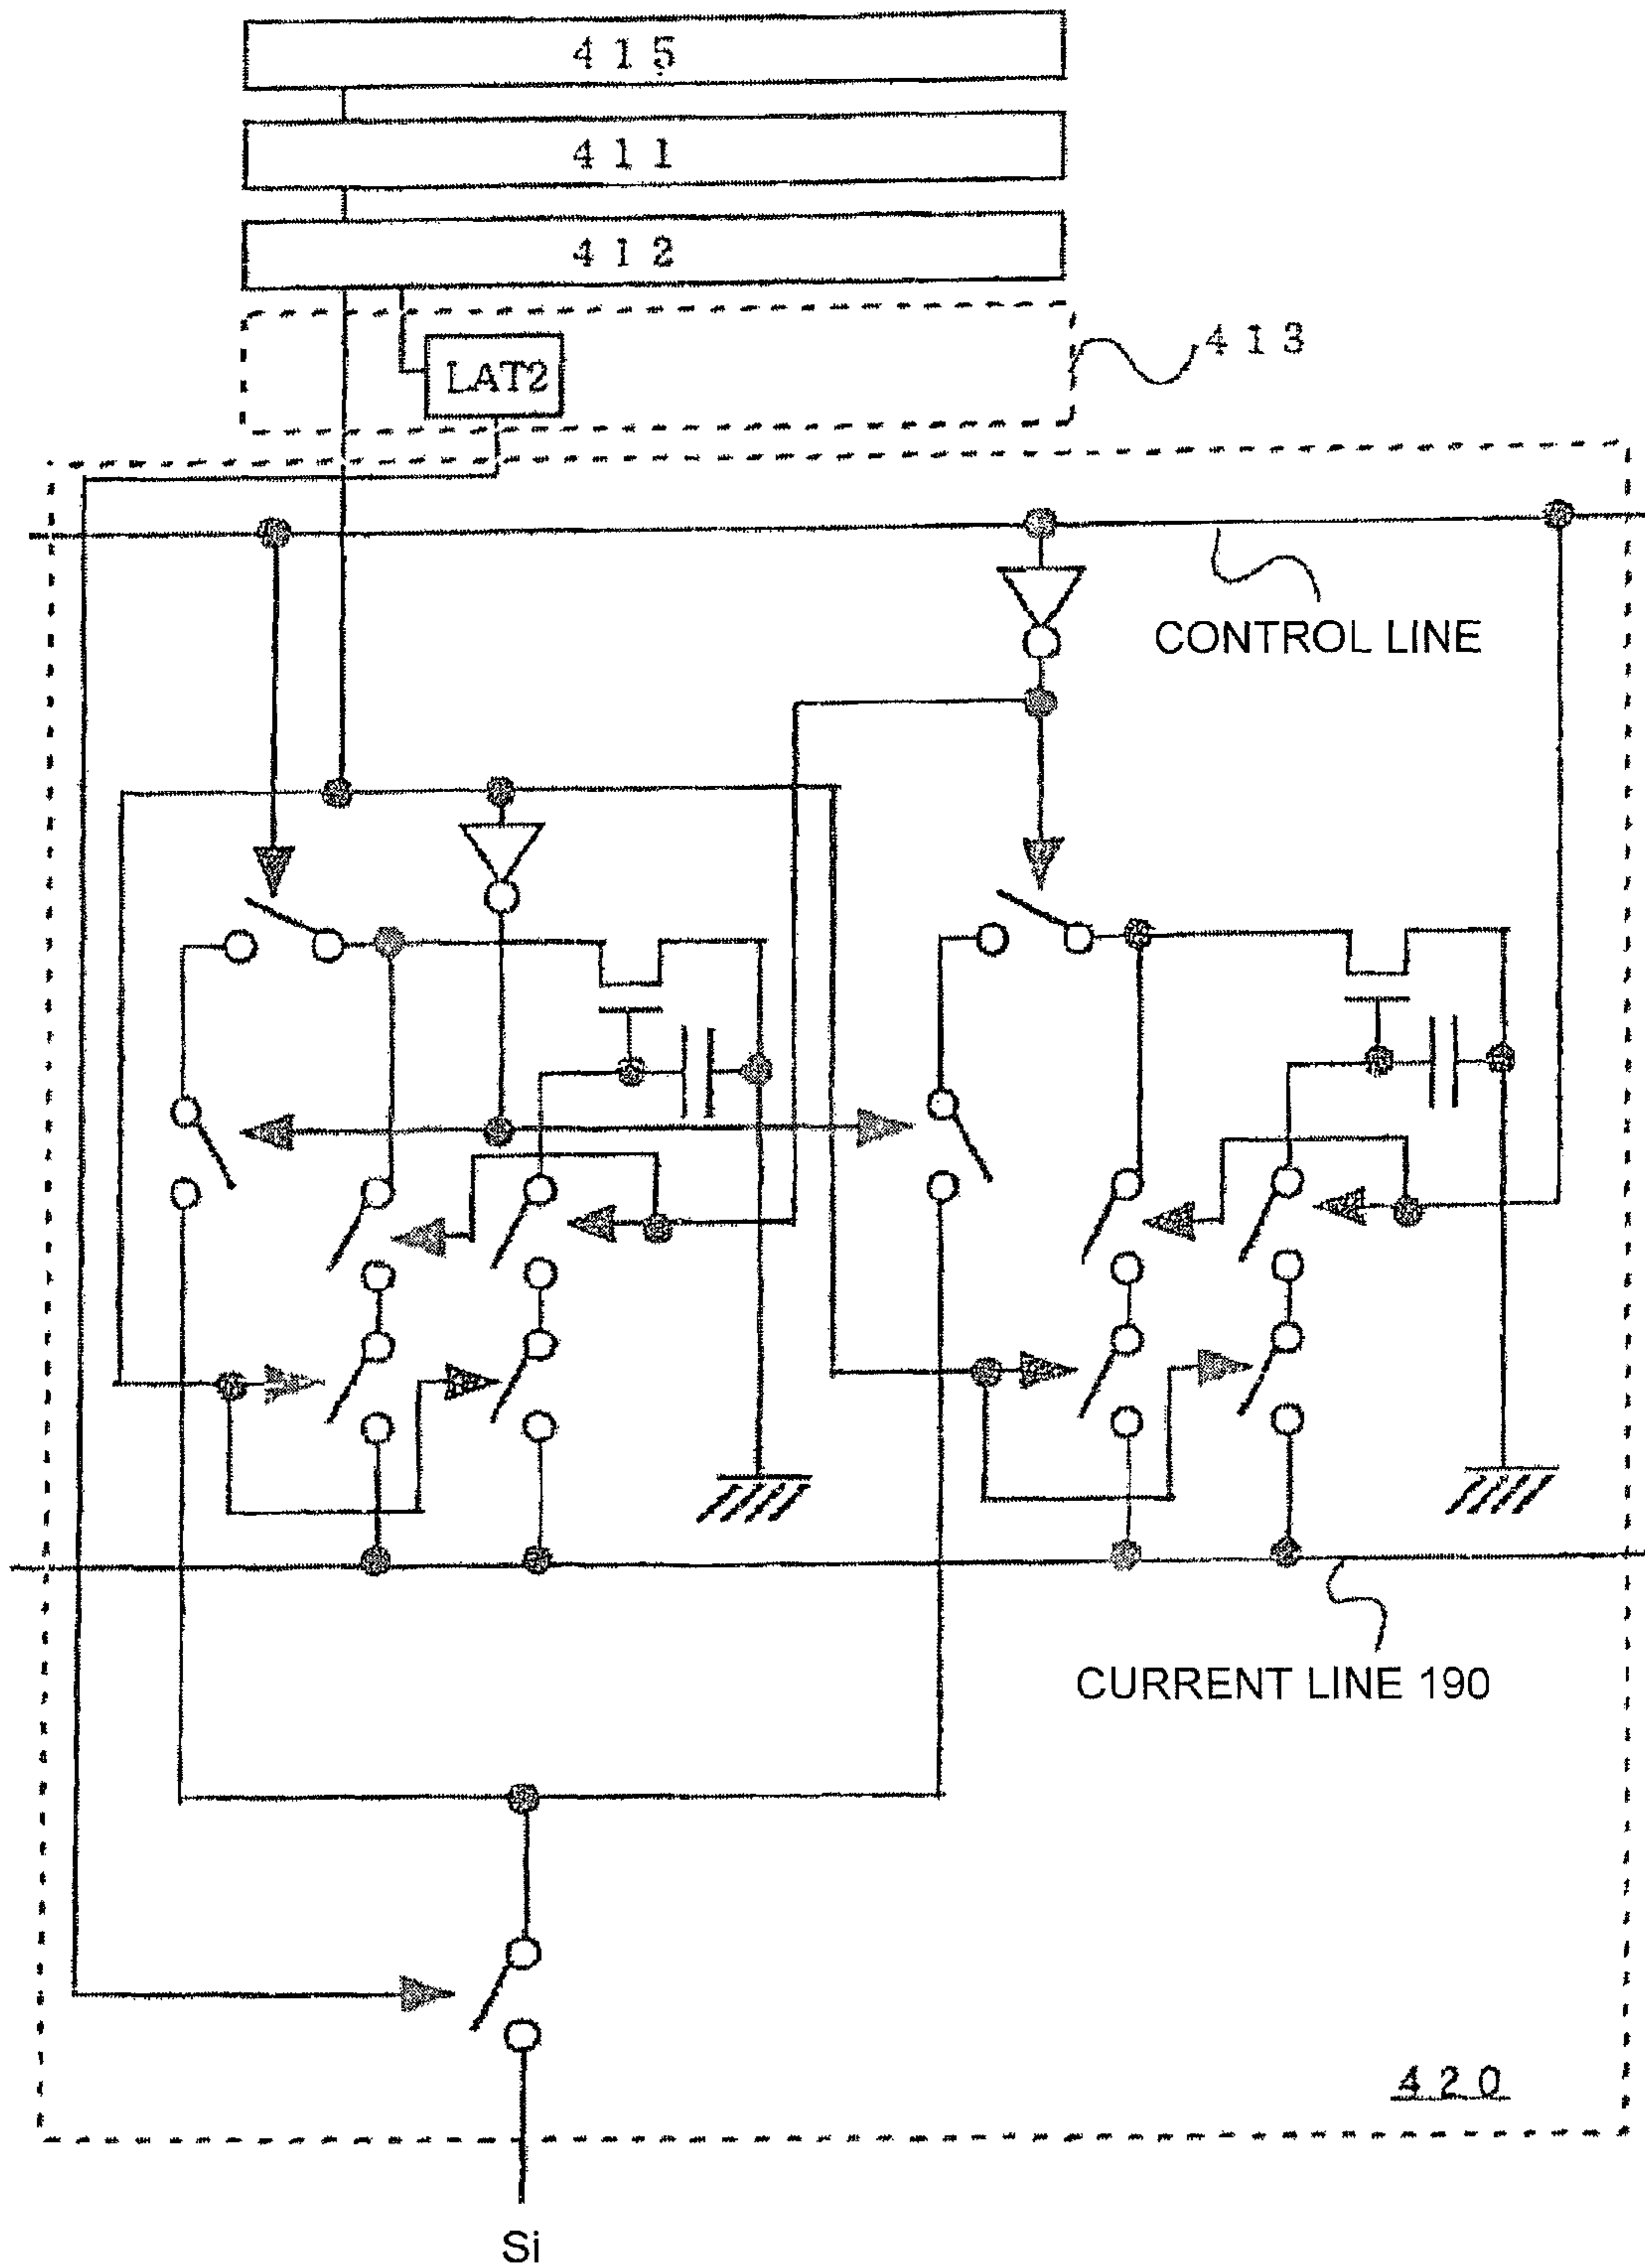 415
411
412
LAT2
413
CONTROL LINE
CURRENT LINE 190
420
Si